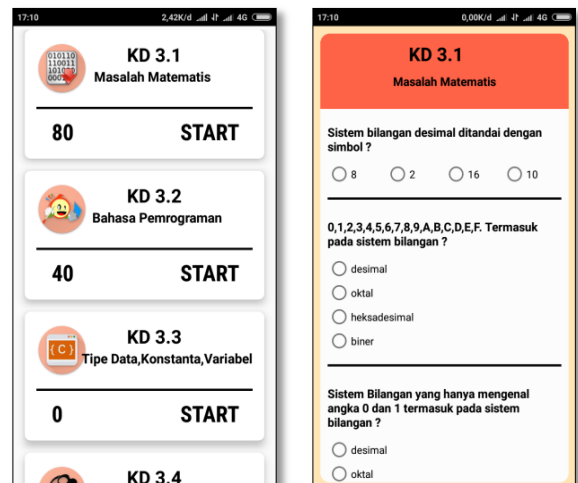 17:10
2,42K/d 4G
KD 3.1
Masalah Matematis
80 START
KD 3.2
Bahasa Pemrograman
40 START
{C}
KD 3.3
Tipe Data,Konstanta,Variabel
0 START
KD 3.4
17:10
0,00K/d 4G
KD 3.1
Masalah Matematis
Sistem bilangan desimal ditandai dengan
simbol ?
8 2 16 10
0,1,2,3,4,5,6,7,8,9,A,B,C,D,E,F. Termasuk
pada sistem bilangan ?
desimal
oktal
heksadesimal
biner
Sistem Bilangan yang hanya mengenal
angka 0 dan 1 termasuk pada sistem
bilangan ?
desimal
oktal